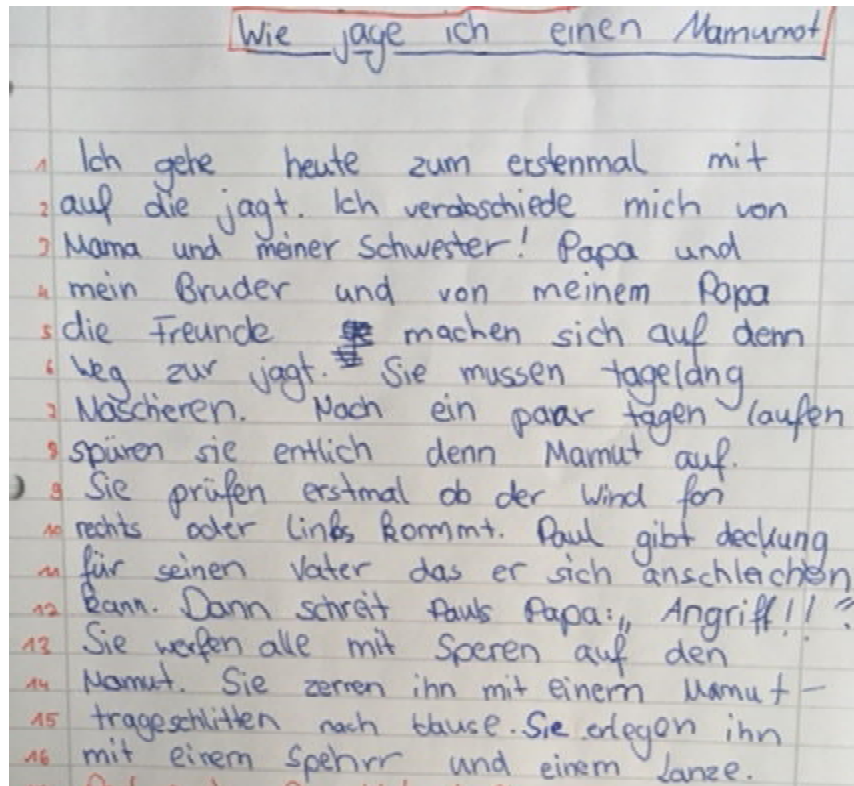 Wie jage ich einen Mamumot
1 Ich gehe heute zum erstenmal mit
2 auf die jagt. Ich verabschiede mich von
3 Mama und meiner Schwester! Papa und
4 mein Bruder und von meinem Papa
5 die Freunde machen sich auf denn
6 Weg zur jagt. Sie mussen tagelang
7 Maschieren. Nach ein paar tagen laufen
8 spüren sie entlich denn Mamut auf.
9 Sie prüfen erstmal ob der Wind fon
10 rechts oder links kommt. Paul gibt deckung
11 für seinen Vater das er sich anschleichen
12 kann. Dann schreit Pauls Papa: „Angriff!!"
13 Sie werfen alle mit Speren auf den
14 Mamut. Sie zerren ihn mit einem Mamut-
15 trageschlitten nach Hause. Sie erlegen ihn
16 mit einem Spehrr und einem Lanze.